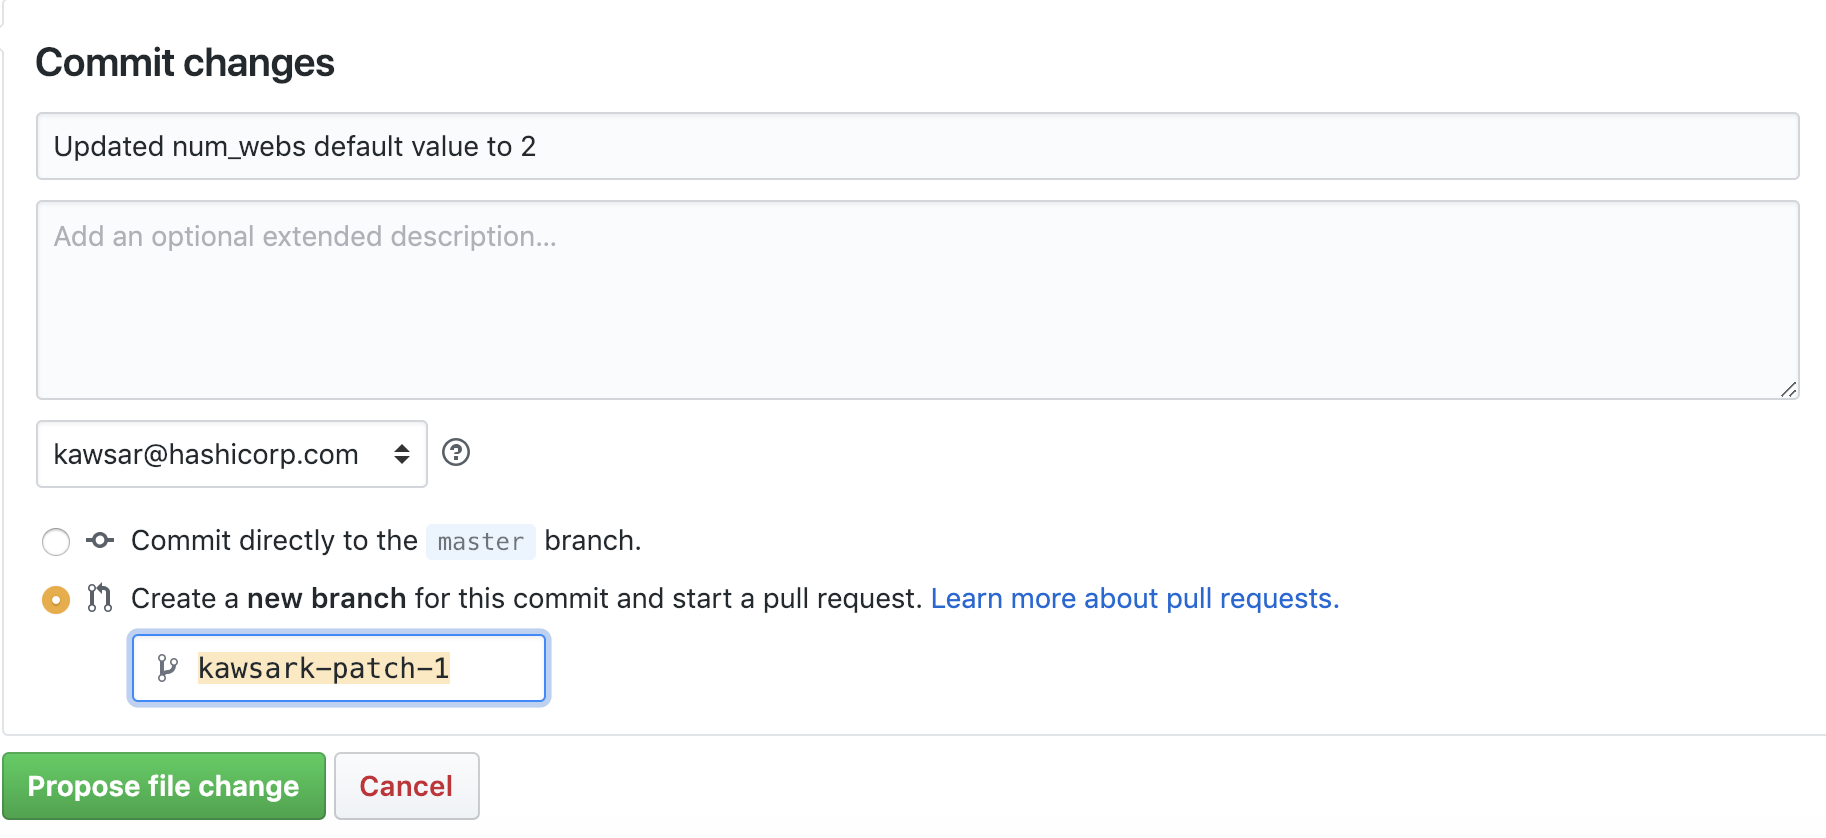 Commit changes
Updated num_webs default value to 2
Add an optional extended description...
kawsar@hashicorp.com
Commit directly to the master branch.
Create a new branch for this commit and start a pull request. Learn more about pull requests.
kawsark-patch-1
Propose file change Cancel